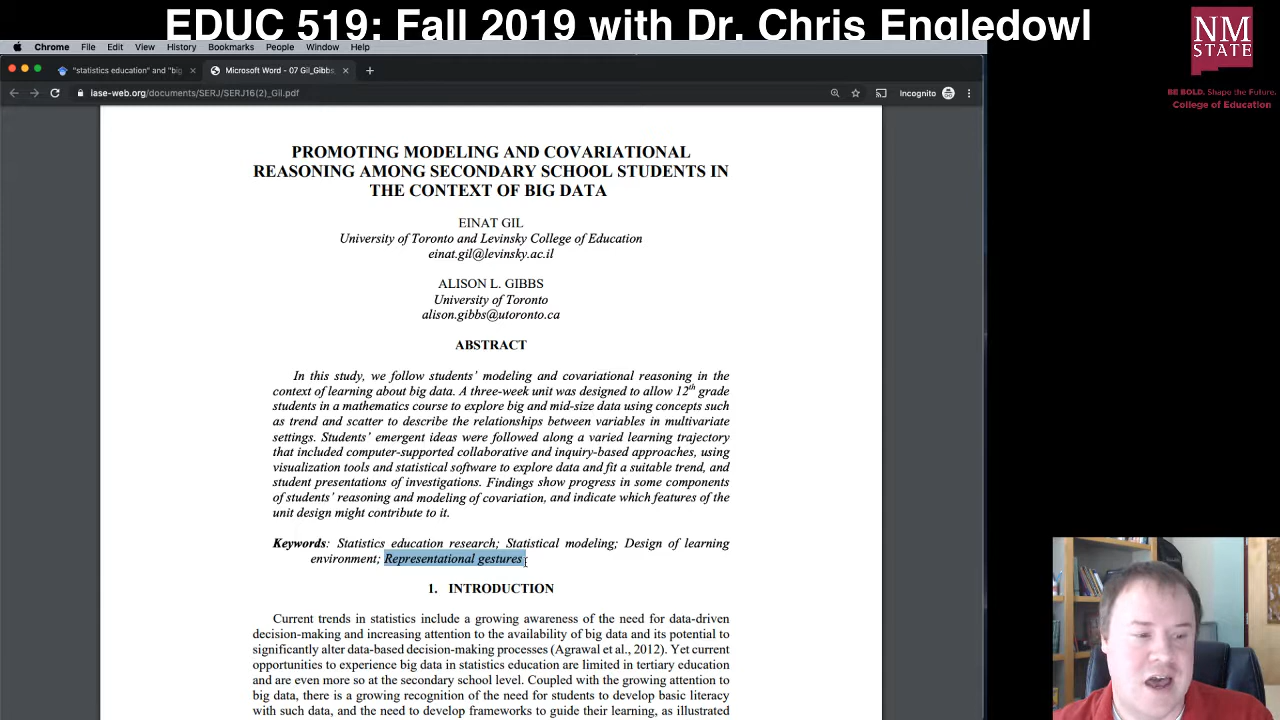 EDUC 519: Fall 2019 with Dr. Chris Engledowl
NM
STATE
BE BOLD. Shape the Future.
College of Education
Chrome File Edit View History Bookmarks People Window Help
"statistics education" and "big
Microsoft Word - 07 Gil_Gibbs
iase-web.org/documents/SERJ/SERJ16(2)_Gil.pdf
Incognito
PROMOTING MODELING AND COVARIATIONAL
REASONING AMONG SECONDARY SCHOOL STUDENTS IN
THE CONTEXT OF BIG DATA
EINAT GIL
University of Toronto and Levinsky College of Education
einat.gil@levinsky.ac.il
ALISON L. GIBBS
University of Toronto
alison.gibbs@utoronto.ca
ABSTRACT
In this study, we follow students' modeling and covariational reasoning in the
context of learning about big data. A three-week unit was designed to allow 12th grade
students in a mathematics course to explore big and mid-size data using concepts such
as trend and scatter to describe the relationships between variables in multivariate
settings. Students' emergent ideas were followed along a varied learning trajectory
that included computer-supported collaborative and inquiry-based approaches, using
visualization tools and statistical software to explore data and fit a suitable trend, and
student presentations of investigations. Findings show progress in some components
of students' reasoning and modeling of covariation, and indicate which features of the
unit design might contribute to it.
Keywords: Statistics education research; Statistical modeling; Design of learning
environment; Representational gestures
1. INTRODUCTION
Current trends in statistics include a growing awareness of the need for data-driven
decision-making and increasing attention to the availability of big data and its potential to
significantly alter data-based decision-making processes (Agrawal et al., 2012). Yet current
opportunities to experience big data in statistics education are limited in tertiary education
and are even more so at the secondary school level. Coupled with the growing attention to
big data, there is a growing recognition of the need for students to develop basic literacy
with such data, and the need to develop frameworks to guide their learning, as illustrated